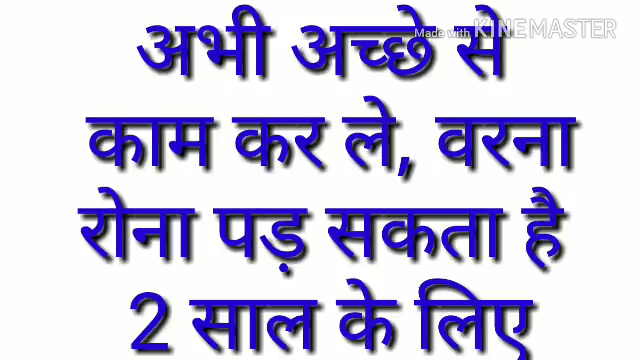 Made with KINEMASTER
अभी अच्छे से
काम कर ले, वरना
रोना पड़ सकता है
2 साल के लिए